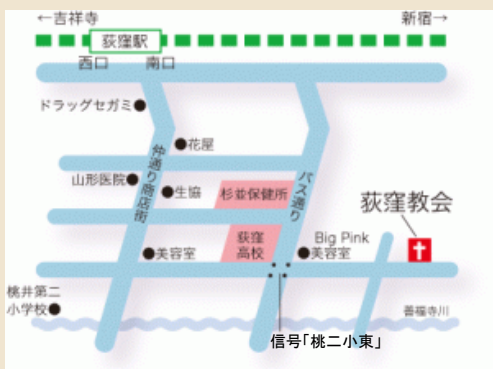 ←吉祥寺
新宿→
荻窪駅
西口
南口
ドラッグセガミ
花屋
仲通り商店街
バス通り
山形医院
生協
杉並保健所
荻窪教会
荻窪
高校
Big Pink
美容室
美容室
桃井第二
小学校
善福寺川
信号「桃二小東」